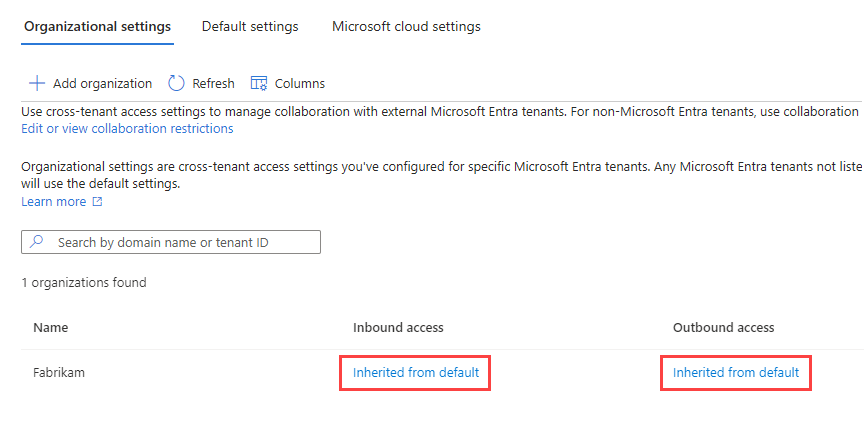 Organizational settings Default settings Microsoft cloud settings
Add organization Refresh Columns
Use cross-tenant access settings to manage collaboration with external Microsoft Entra tenants. For non-Microsoft Entra tenants, use collaboration
Edit or view collaboration restrictions
Organizational settings are cross-tenant access settings you've configured for specific Microsoft Entra tenants. Any Microsoft Entra tenants not liste
will use the default settings.
Learn more
Search by domain name or tenant ID
1 organizations found
Name Inbound access Outbound access
Fabrikam Inherited from default Inherited from default